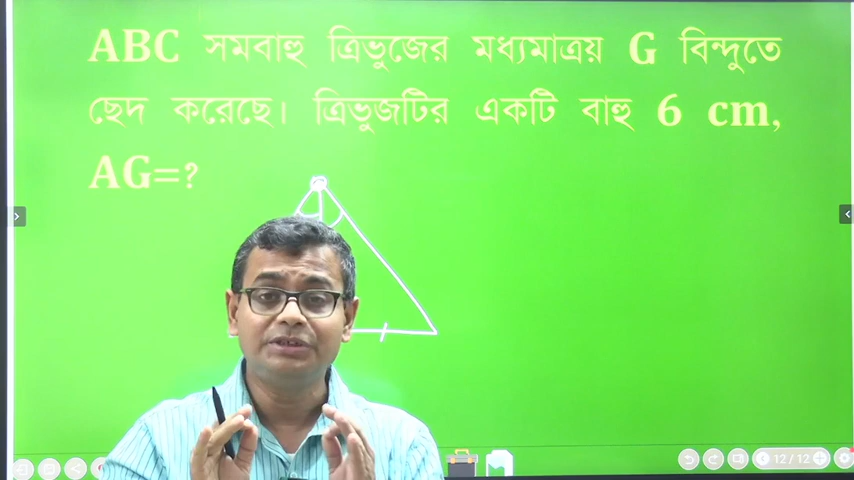 ABC সমবাহু ত্রিভুজের মধ্যমাত্রয় G বিন্দুতে
ছেদ করেছে। ত্রিভুজটির একটি বাহু 6 cm,
AG=?
12 / 12